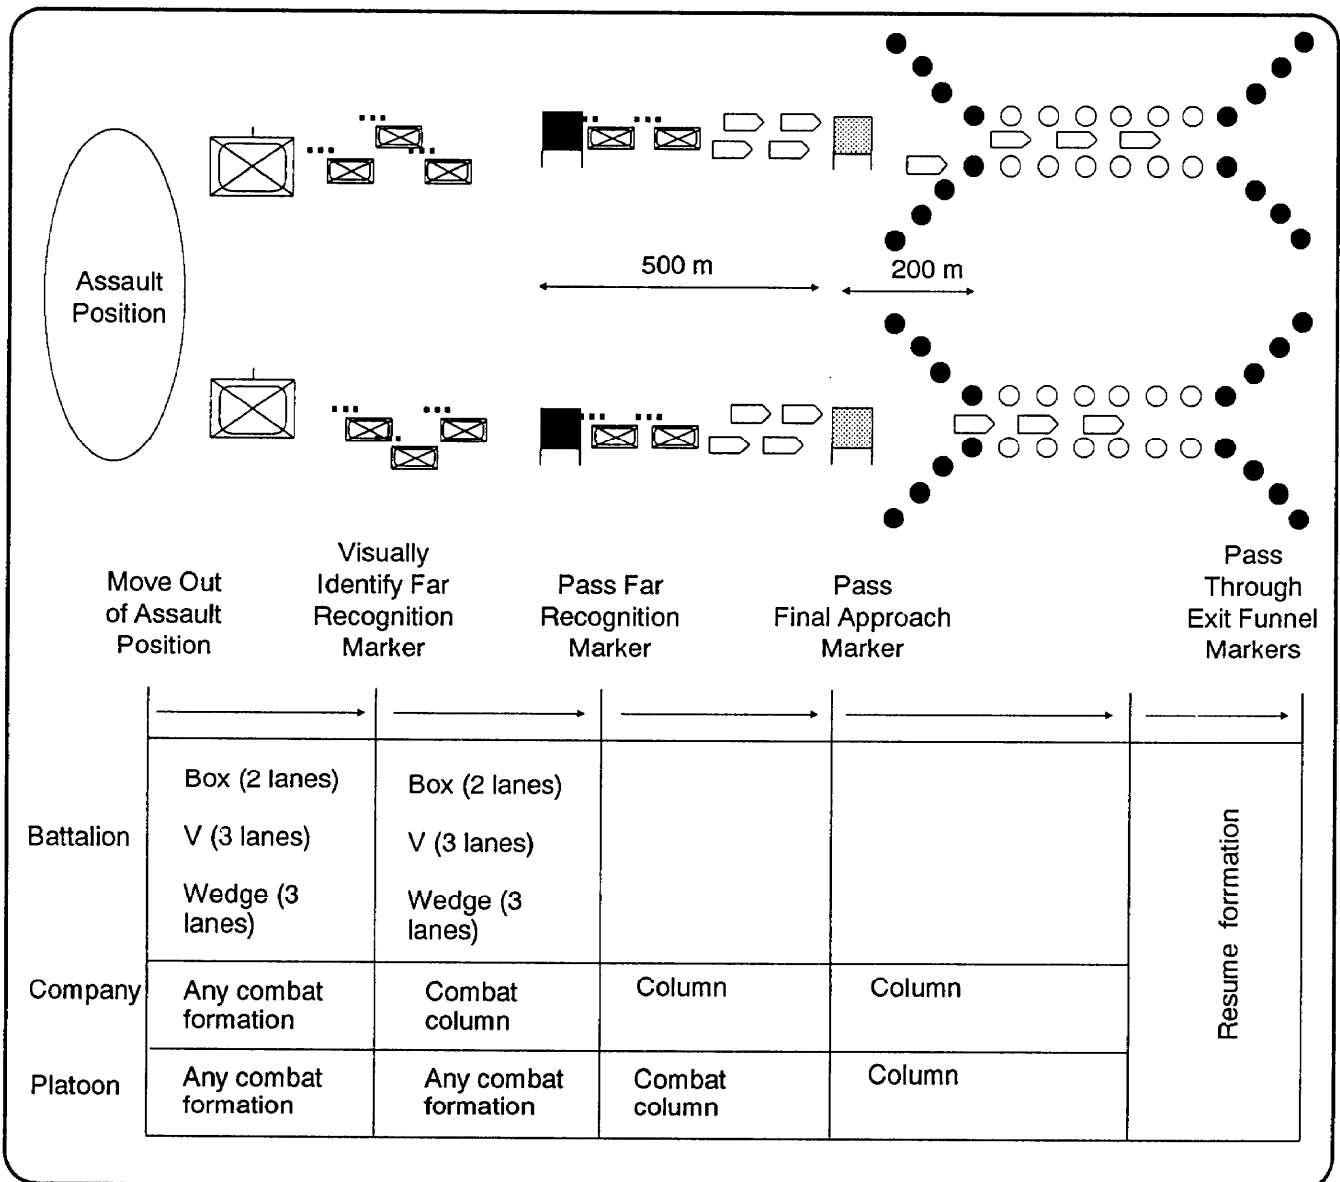 500 m
200 m
Assault
Position
Move Out
of Assault
Position
Visually
Identify Far
Recognition
Marker
Pass Far
Recognition
Marker
Pass
Final Approach
Marker
Pass
Through
Exit Funnel
Markers
Battalion
Box (2 lanes)
V (3 lanes)
Wedge (3
lanes)
Box (2 lanes)
V (3 lanes)
Wedge (3
lanes)
Resume formation
Company
Any combat
formation
Combat
column
Column
Column
Platoon
Any combat
formation
Any combat
formation
Combat
column
Column